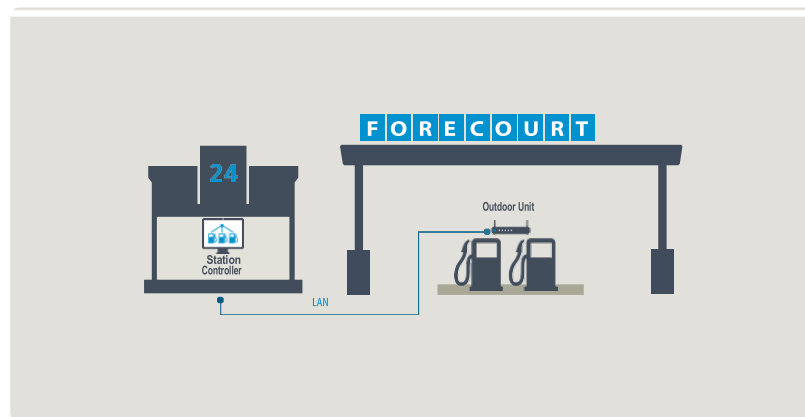 FORECOURT
24
Outdoor Unit
Station
Controller
LAN